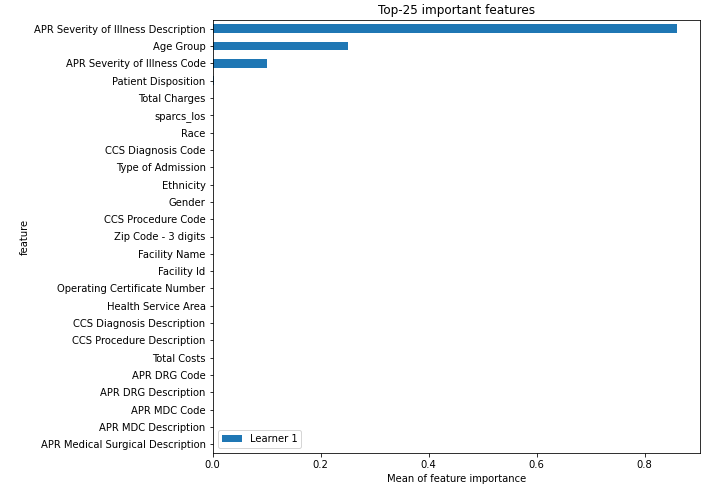 Top-25 important features
APR Severity of Illness Description
Age Group
APR Severity of Illness Code
Patient Disposition
Total Charges
sparcs_los
Race
CCS Diagnosis Code
Type of Admission
Ethnicity
Gender
CCS Procedure Code
Zip Code - 3 digits
Facility Name
Facility Id
Operating Certificate Number
Health Service Area
CCS Diagnosis Description
CCS Procedure Description
Total Costs
APR DRG Code
APR DRG Description
APR MDC Code
APR MDC Description
APR Medical Surgical Description
feature
Learner 1
0.0 0.2 0.4 0.6 0.8
Mean of feature importance